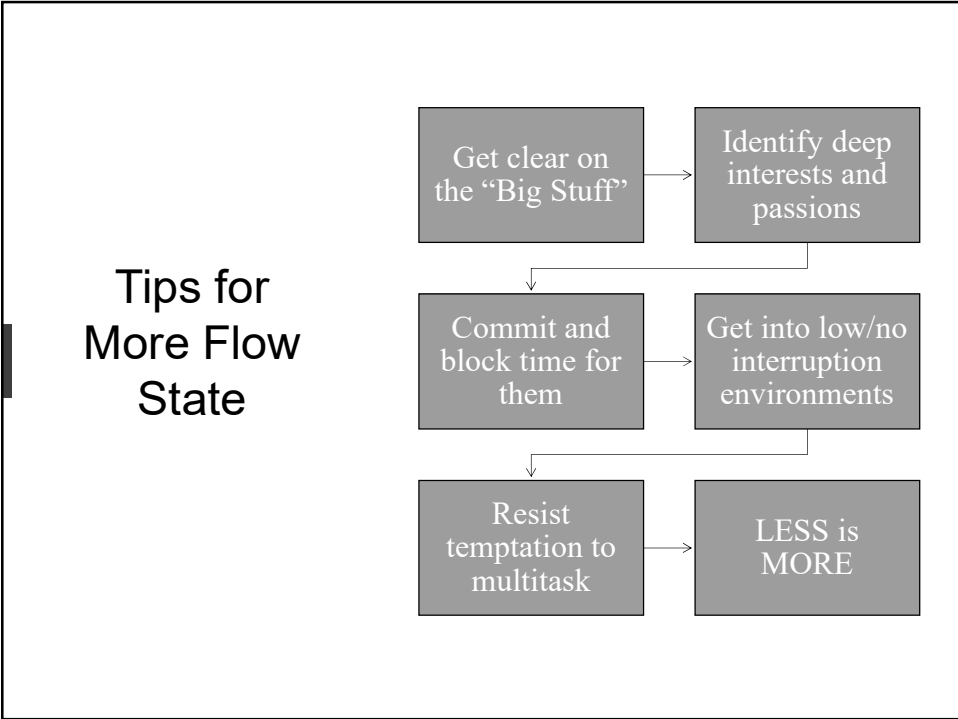 Tips for
More Flow
State
Get clear on
the “Big Stuff”
Identify deep
interests and
passions
Commit and
block time for
them
Get into low/no
interruption
environments
Resist
temptation to
multitask
LESS is
MORE